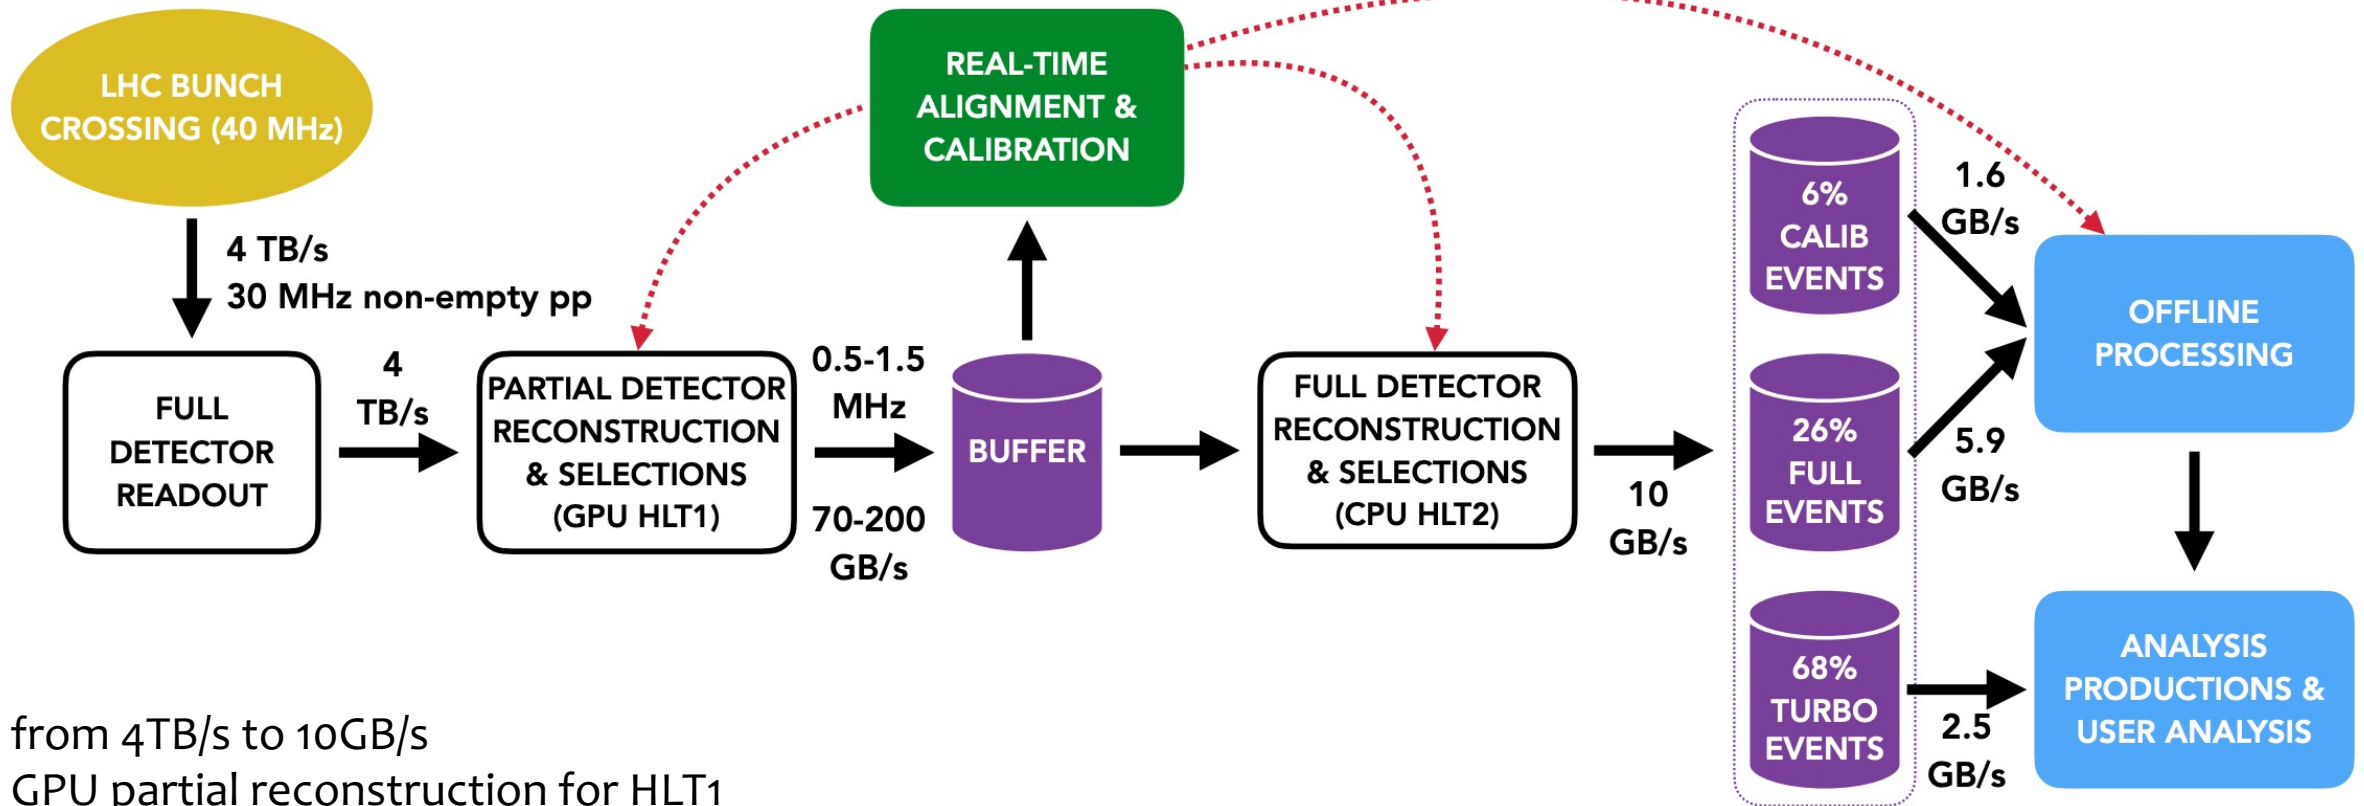 LHC BUNCH
CROSSING (40 MHz)
4 TB/s
30 MHz non-empty pp
FULL
DETECTOR
READOUT
4
TB/s
PARTIAL DETECTOR
RECONSTRUCTION
& SELECTIONS
(GPU HLT1)
0.5-1.5
MHz
70-200
GB/s
REAL-TIME
ALIGNMENT &
CALIBRATION
BUFFER
FULL DETECTOR
RECONSTRUCTION
& SELECTIONS
(CPU HLT2)
10
GB/s
6%
CALIB
EVENTS
1.6
GB/s
26%
FULL
EVENTS
5.9
GB/s
68%
TURBO
EVENTS
2.5
GB/s
OFFLINE
PROCESSING
ANALYSIS
PRODUCTIONS &
USER ANALYSIS
from 4TB/s to 10GB/s
GPU partial reconstruction for HLT1